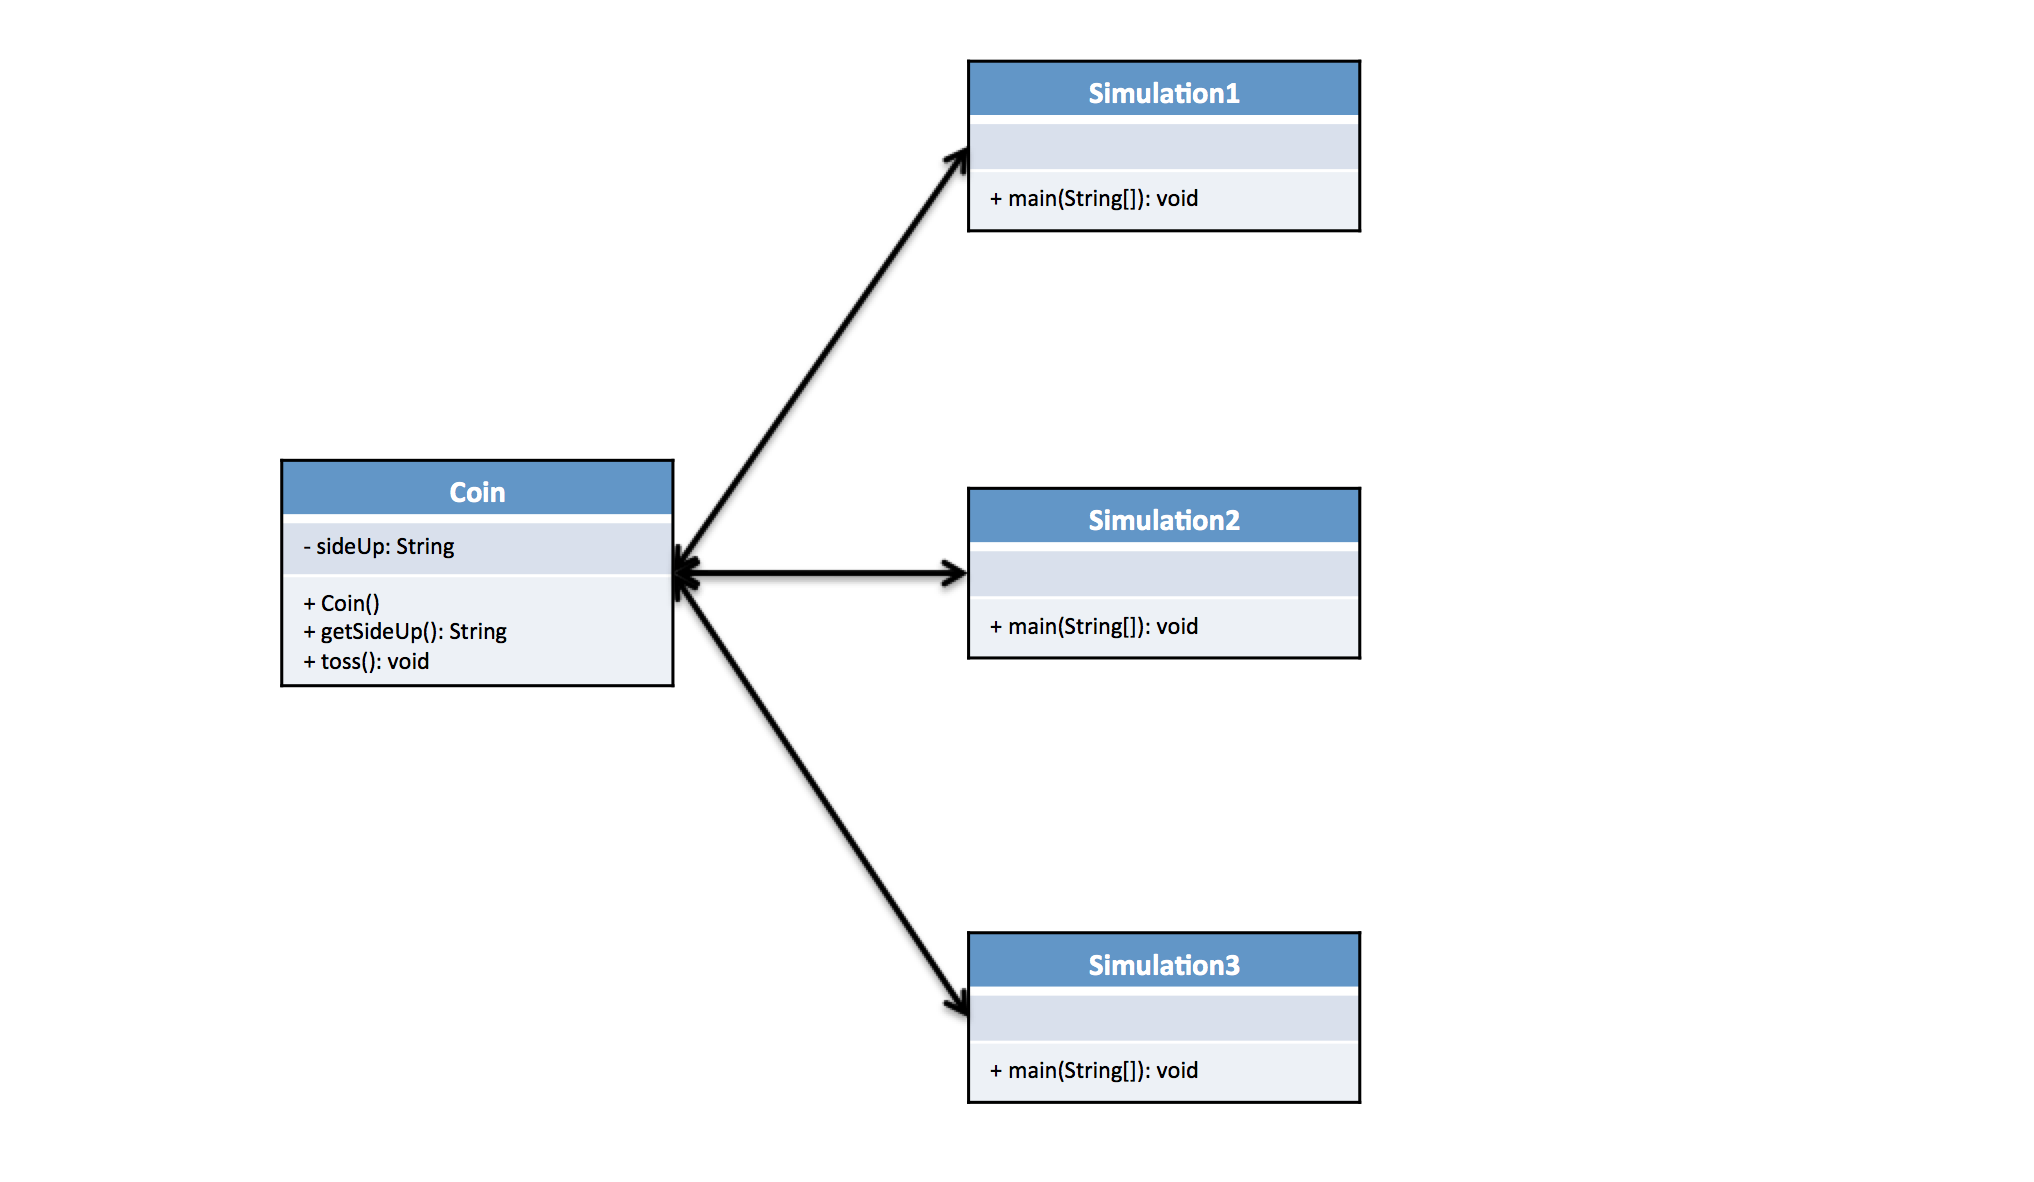 Simulation1
+ main(String[]): void
Coin
- sideUp: String
+ Coin()
+ getSideUp(): String
+ toss(): void
Simulation2
+ main(String[]): void
Simulation3
+ main(String[]): void